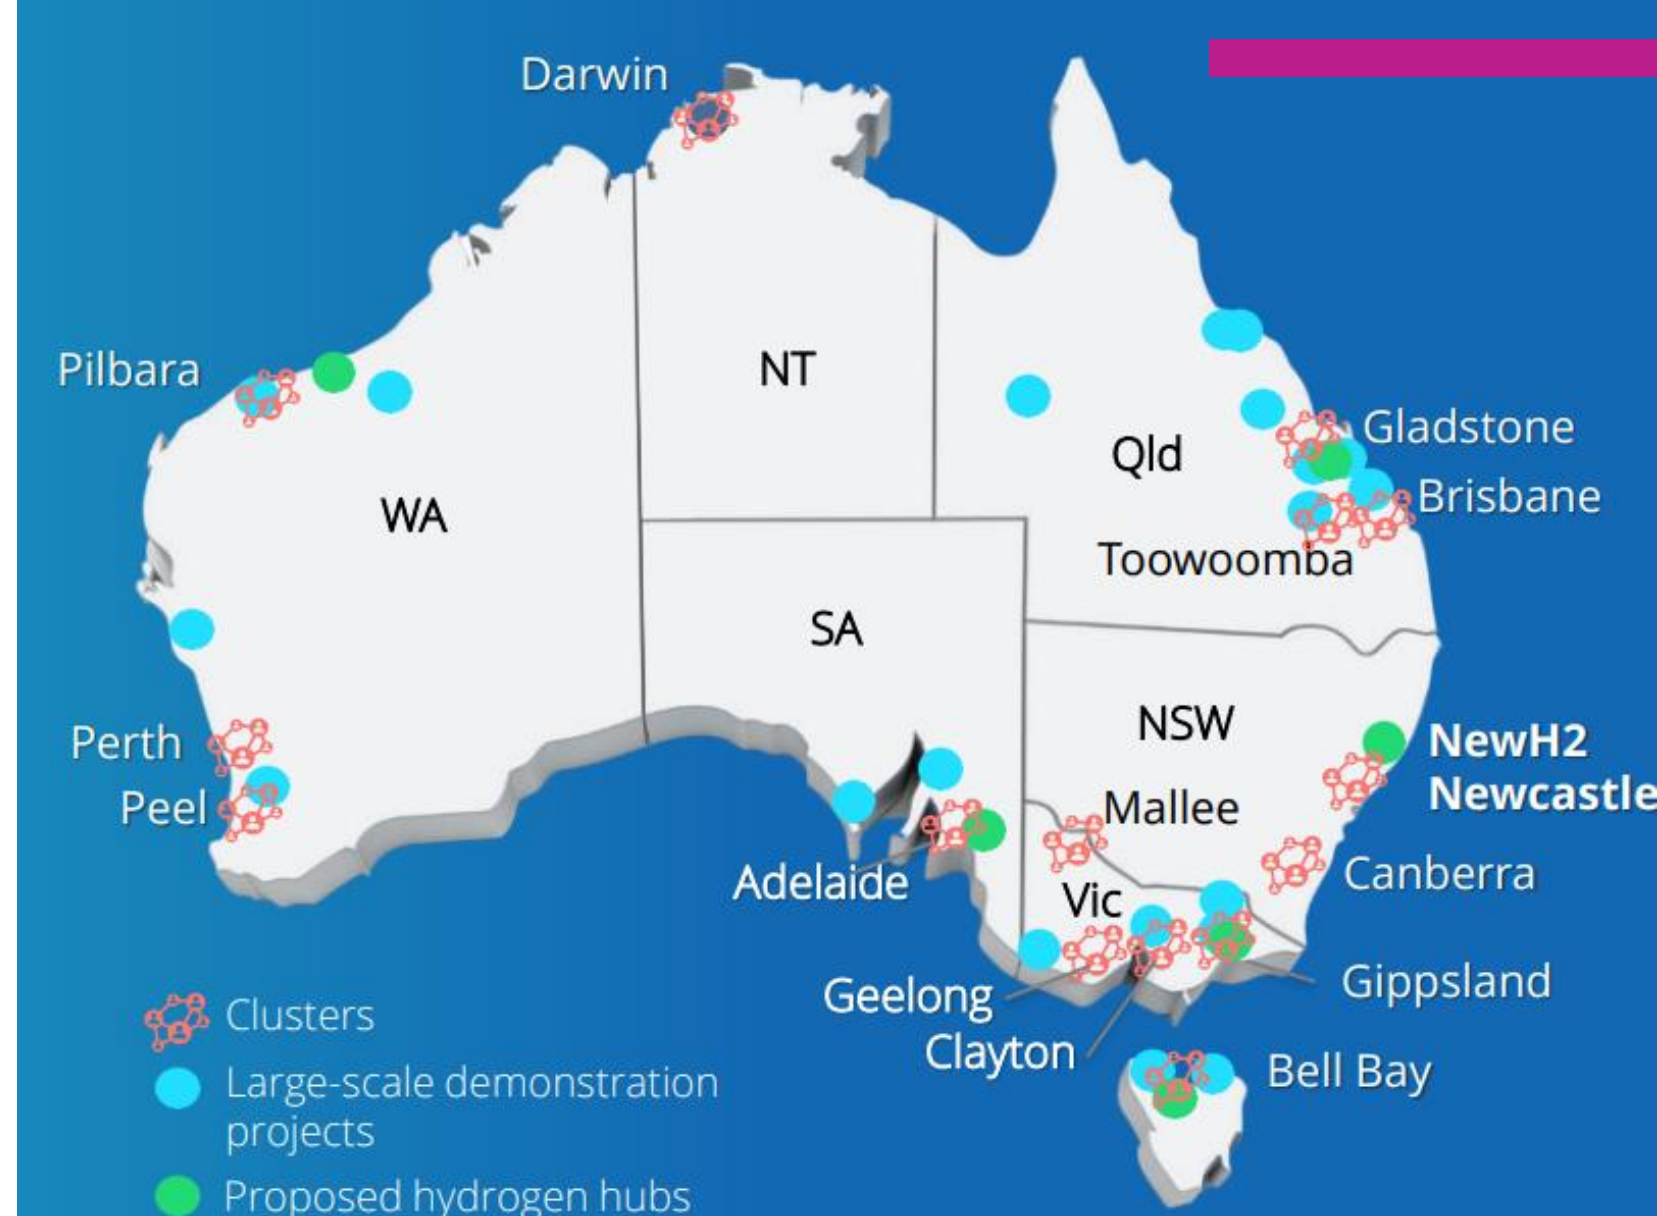 Darwin
Pilbara
NT
Qld
Gladstone
Brisbane
WA
Toowoomba
SA
NSW
NewH2
Newcastle
Perth
Peel
Mallee
Canberra
Adelaide
Vic
Geelong
Gippsland
Clayton
Bell Bay
Clusters
Large-scale demonstration
projects
Proposed hydrogen hubs